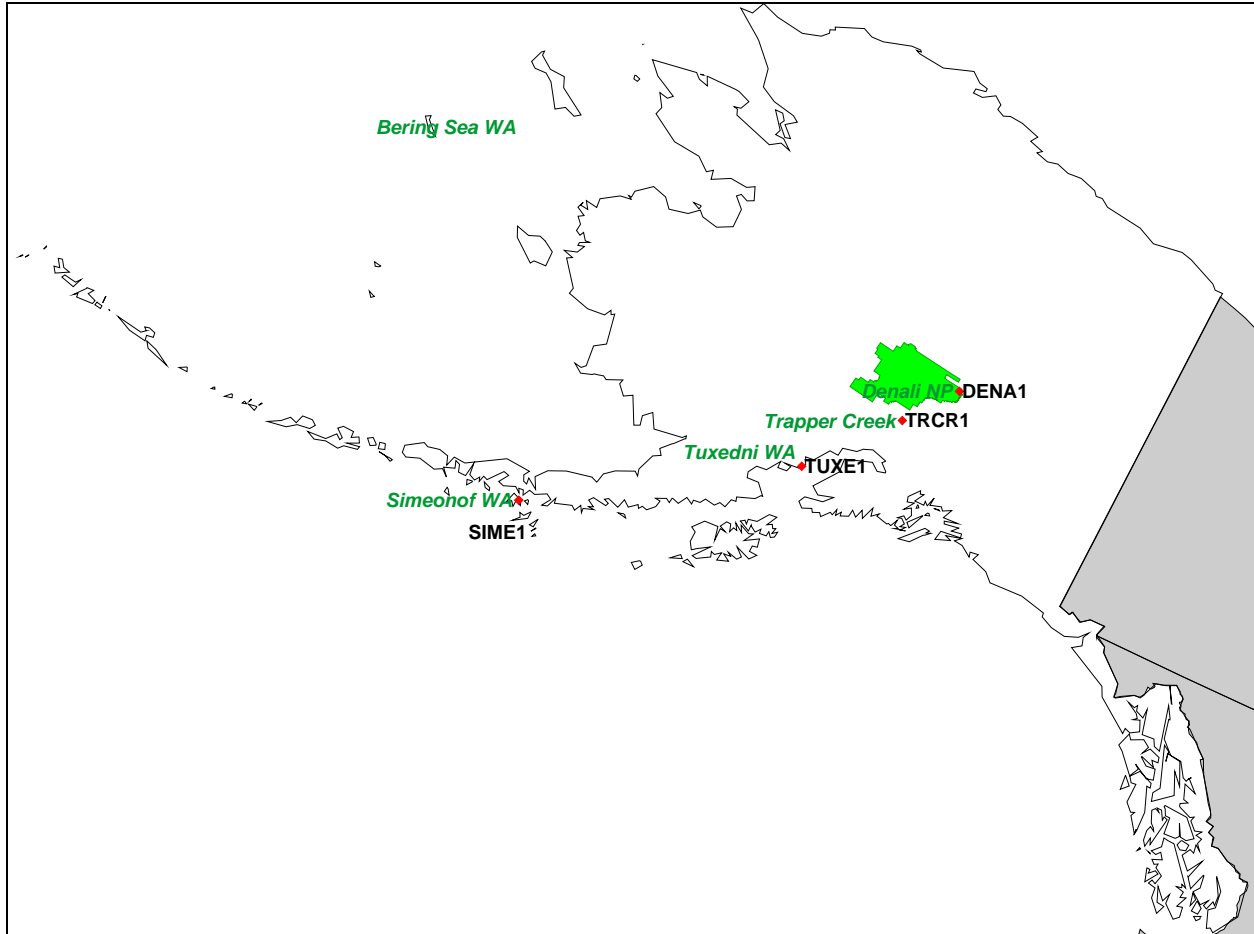 Bering Sea WA
Denali NP
DENA1
Trapper Creek
TRCR1
Tuxedni WA
TUXE1
Simeonof WA
SIME1